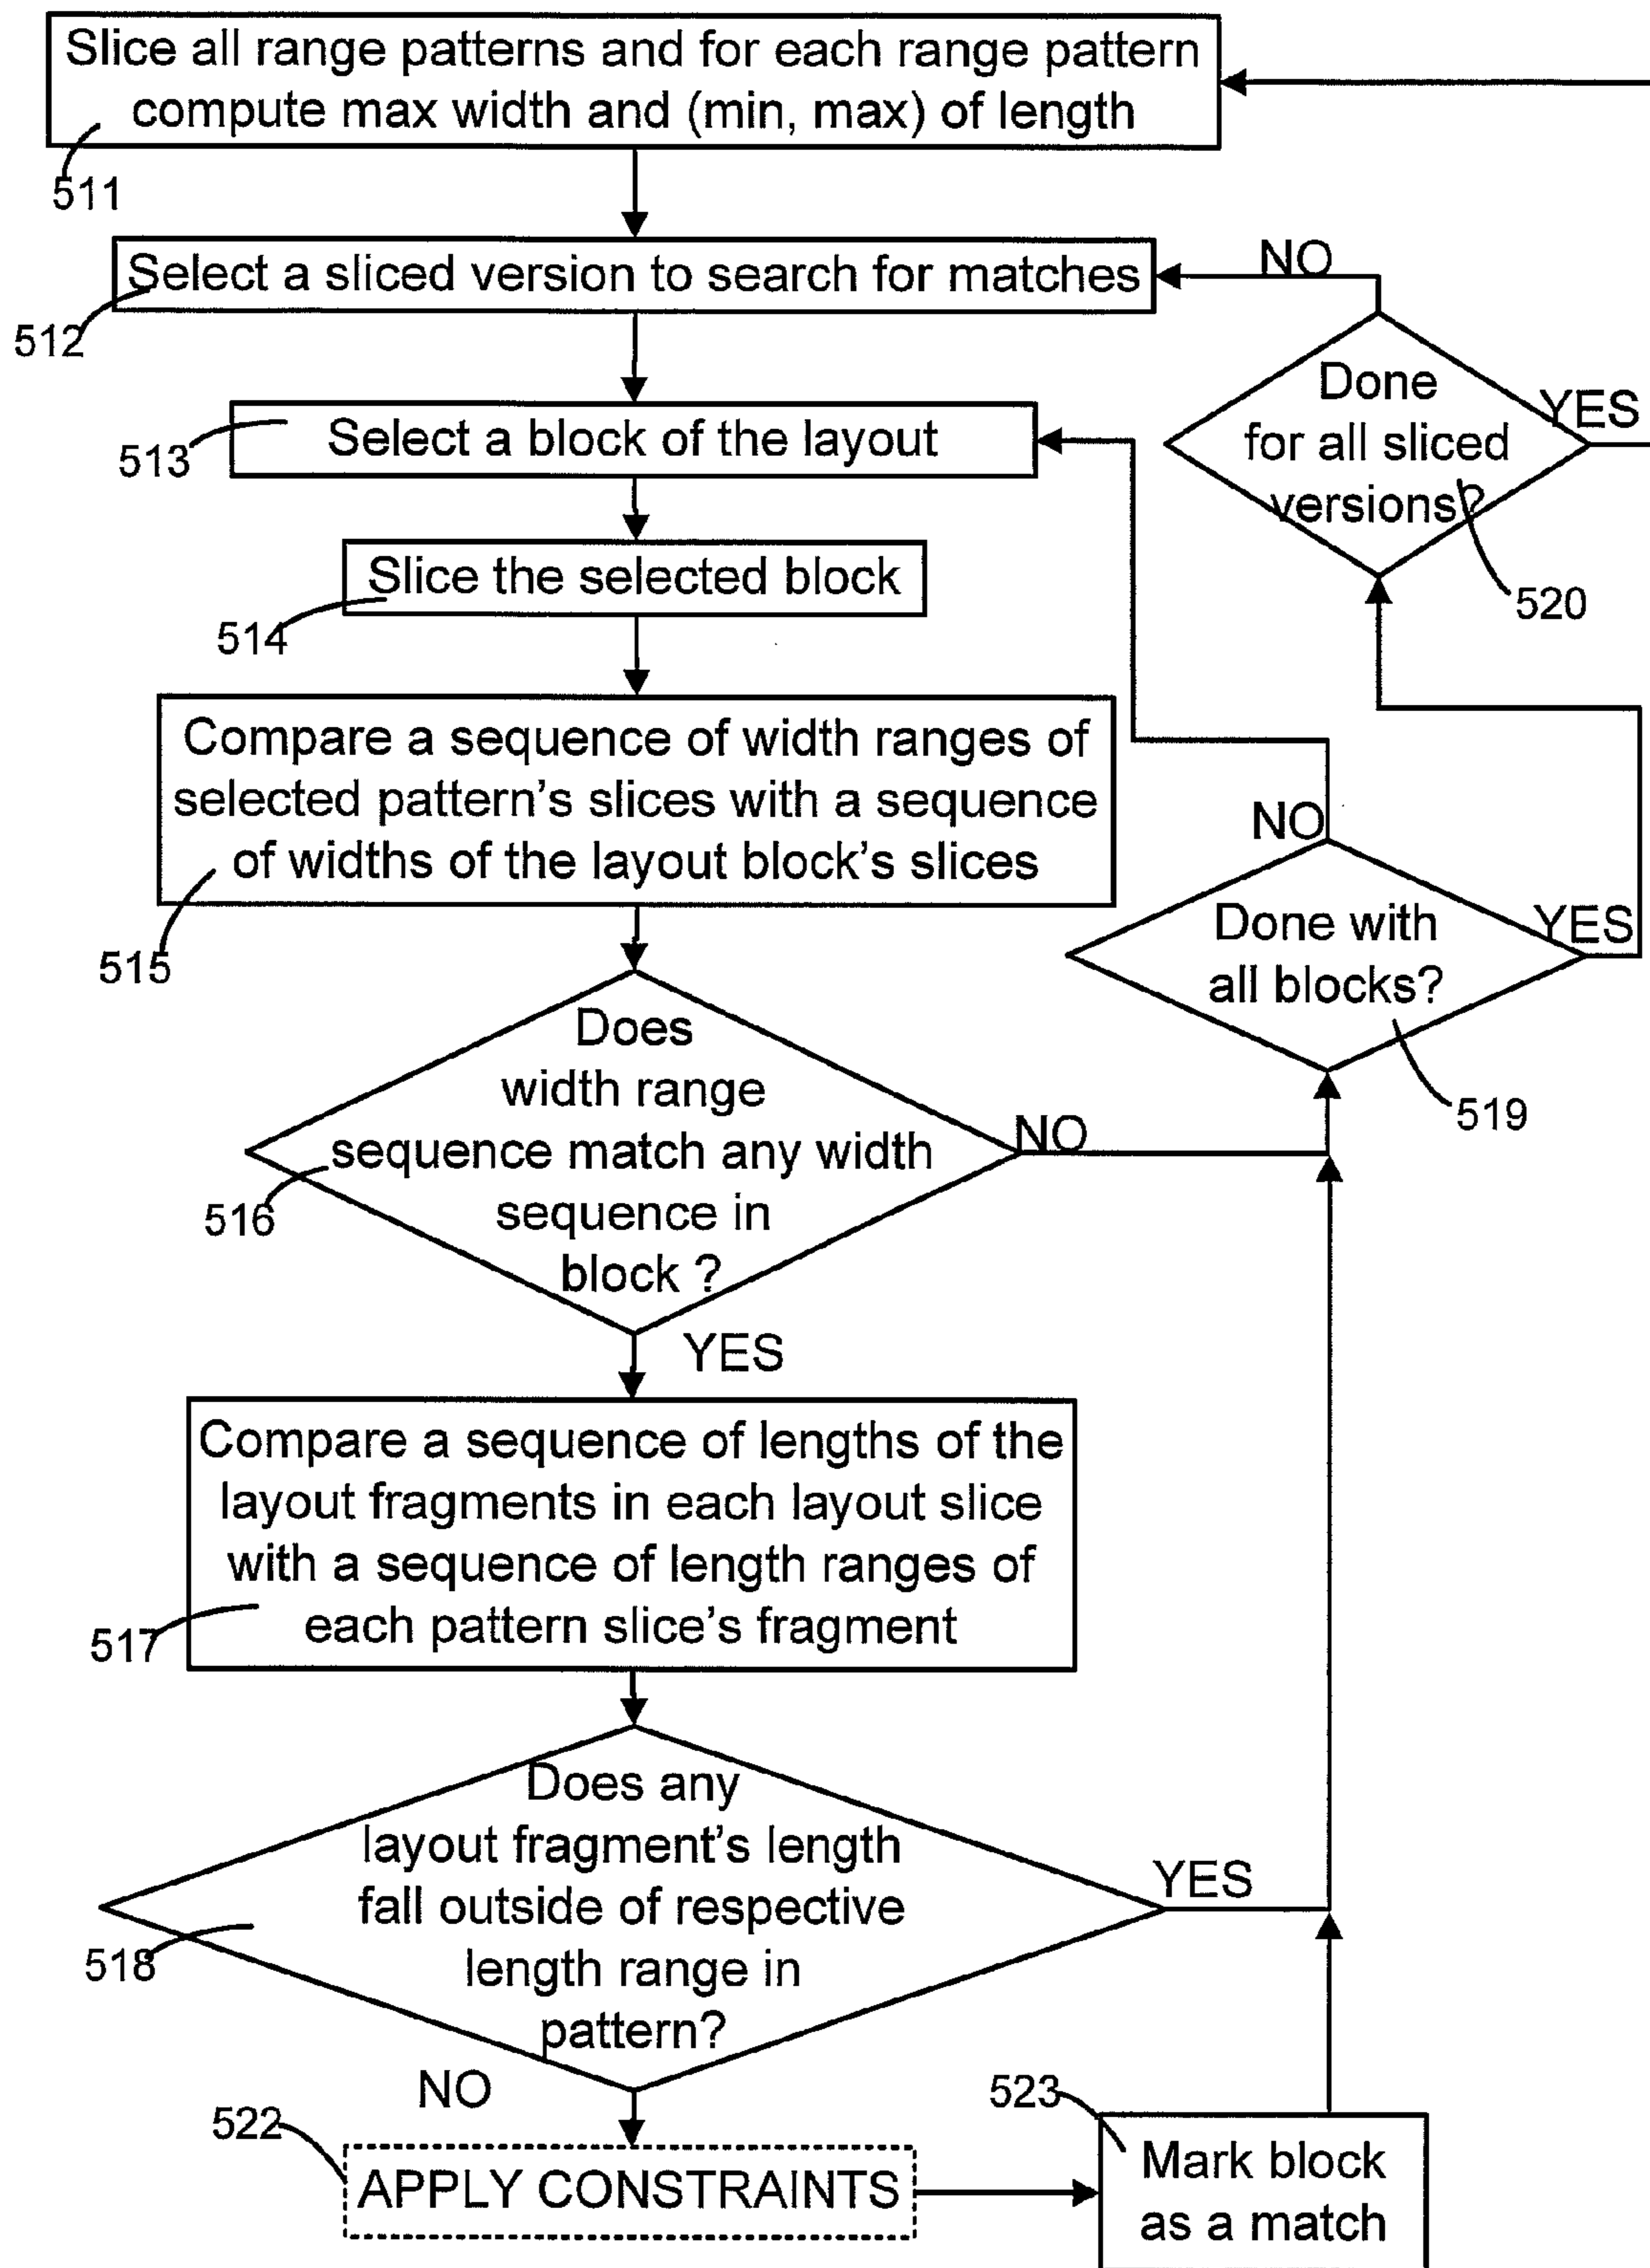 Slice all range patterns and for each range pattern
compute max width and (min, max) of length
511
Select a sliced version to search for matches
512
NO
Done
for all sliced
versions?
YES
520
Select a block of the layout
513
Slice the selected block
514
Compare a sequence of width ranges of
selected pattern's slices with a sequence
of widths of the layout block's slices
515
NO
Done with
all blocks?
YES
519
Does
width range
sequence match any width
sequence in
block ?
516
NO
YES
Compare a sequence of lengths of the
layout fragments in each layout slice
with a sequence of length ranges of
each pattern slice's fragment
517
Does any
layout fragment's length
fall outside of respective
length range in
pattern?
518
YES
NO
522
APPLY CONSTRAINTS
523
Mark block
as a match